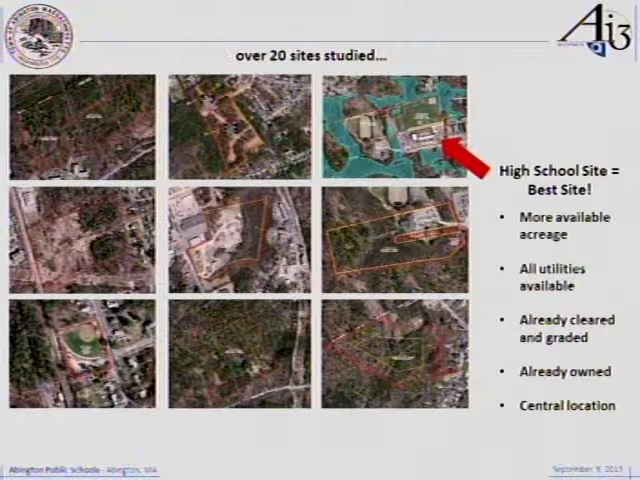 Ai3
over 20 sites studied...
High School Site =
Best Site!
• More available
acreage
• All utilities
available
• Already cleared
and graded
• Already owned
• Central location
Abington Public Schools - Abington, MA
September 9, 2013